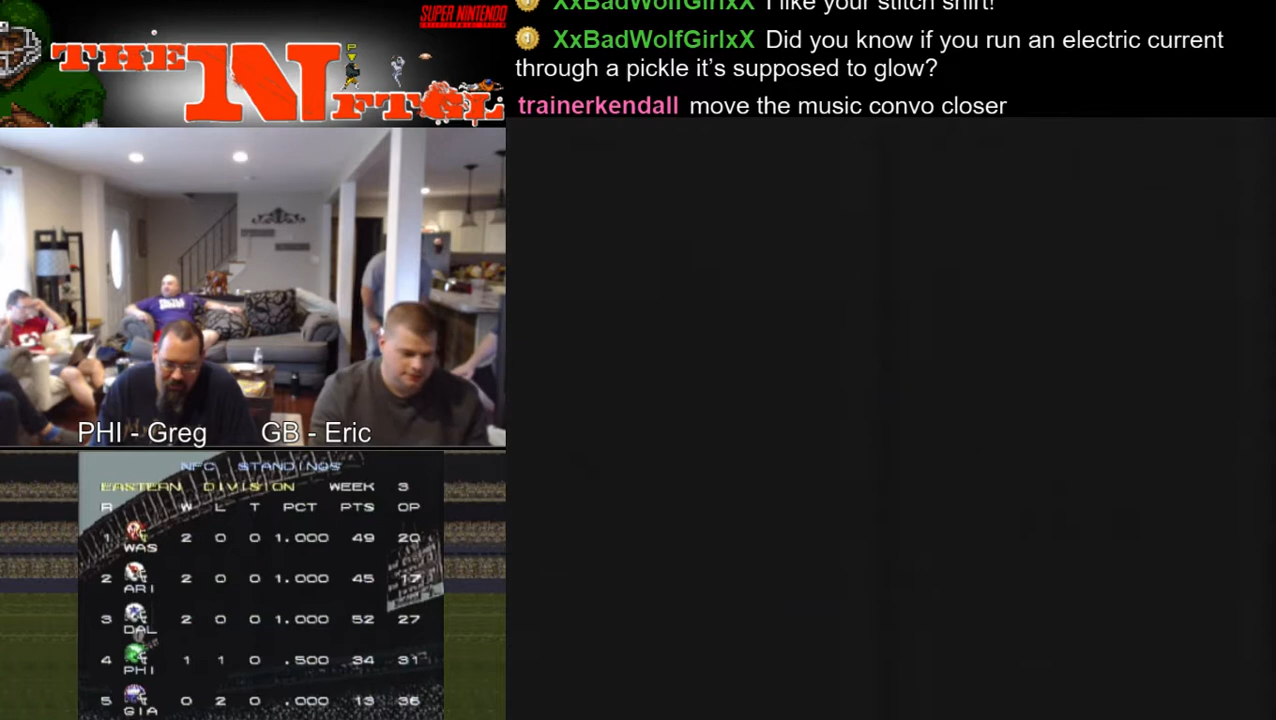 SUPER NINTENDO
THE NFTGL
XxBadWolfGirlxX I like your stitch shirt!
XxBadWolfGirlxX Did you know if you run an electric current
through a pickle it's supposed to glow?
trainerkendall move the music convo closer
PHI - Greg GB - Eric
NFC STANDINGS
EASTERN DIVISION WEEK 3
R W L T PCT PTS OP
1 WAS 2 0 0 1.000 49 20
2 ARI 2 0 0 1.000 45 17
3 DAL 2 0 0 1.000 52 27
4 PHI 1 1 0 .500 34 31
5 GIA 0 2 0 .000 13 36